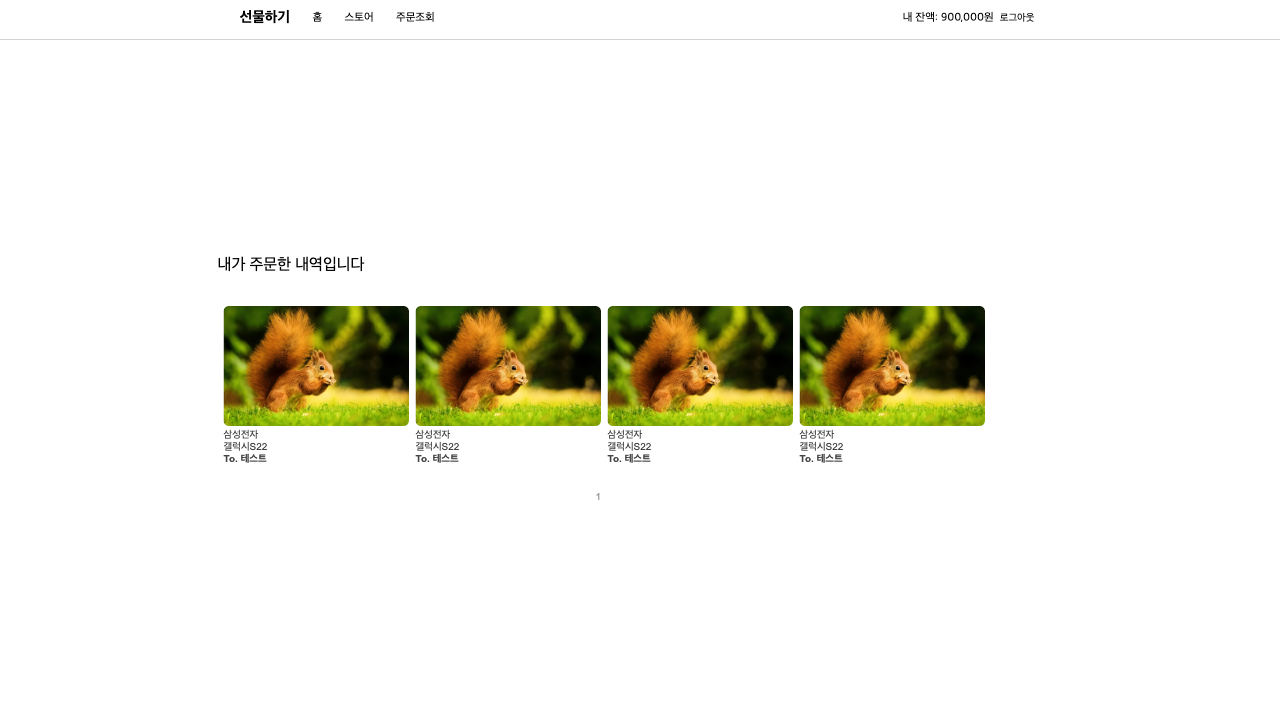 선물하기 홈 스토어 주문조회 내 잔액: 900,000원 로그아웃
내가 주문한 내역입니다
삼성전자 삼성전자 삼성전자 삼성전자
갤럭시S22 갤럭시S22 갤럭시S22 갤럭시S22
To. 테스트 To. 테스트 To. 테스트 To. 테스트
1